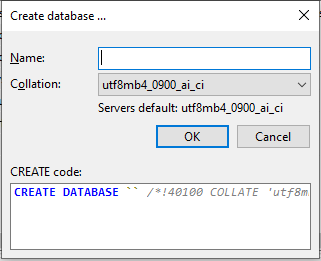 Create database ...
Name:
Collation: utf8mb4_0900_ai_ci
Servers default: utf8mb4_0900_ai_ci
OK Cancel
CREATE code:
CREATE DATABASE `` /*!40100 COLLATE 'utf8m